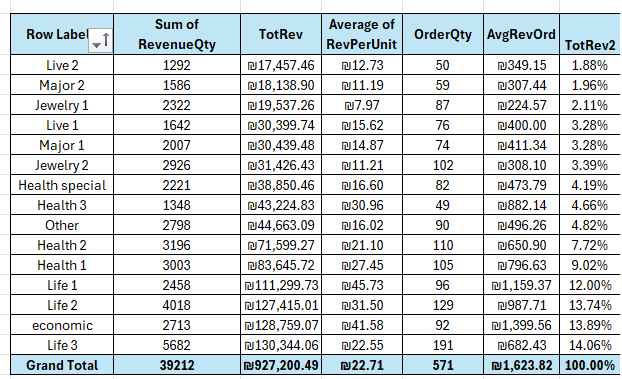 Row Label Sum of RevenueQty TotRev Average of RevPerUnit OrderQty AvgRevOrd TotRev2
Live 2 1292 ₪17,457.46 ₪12.73 50 ₪349.15 1.88%
Major 2 1586 ₪18,138.90 ₪11.19 59 ₪307.44 1.96%
Jewelry 1 2322 ₪19,537.26 ₪7.97 87 ₪224.57 2.11%
Live 1 1642 ₪30,399.74 ₪15.62 76 ₪400.00 3.28%
Major 1 2007 ₪30,439.48 ₪14.87 74 ₪411.34 3.28%
Jewelry 2 2926 ₪31,426.43 ₪11.21 102 ₪308.10 3.39%
Health special 2221 ₪38,850.46 ₪16.60 82 ₪473.79 4.19%
Health 3 1348 ₪43,224.83 ₪30.96 49 ₪882.14 4.66%
Other 2798 ₪44,663.09 ₪16.02 90 ₪496.26 4.82%
Health 2 3196 ₪71,599.27 ₪21.10 110 ₪650.90 7.72%
Health 1 3003 ₪83,645.72 ₪27.45 105 ₪796.63 9.02%
Life 1 2458 ₪111,299.73 ₪45.73 96 ₪1,159.37 12.00%
Life 2 4018 ₪127,415.01 ₪31.50 129 ₪987.71 13.74%
economic 2713 ₪128,759.07 ₪41.58 92 ₪1,399.56 13.89%
Life 3 5682 ₪130,344.06 ₪22.55 191 ₪682.43 14.06%
Grand Total 39212 ₪927,200.49 ₪22.71 571 ₪1,623.82 100.00%